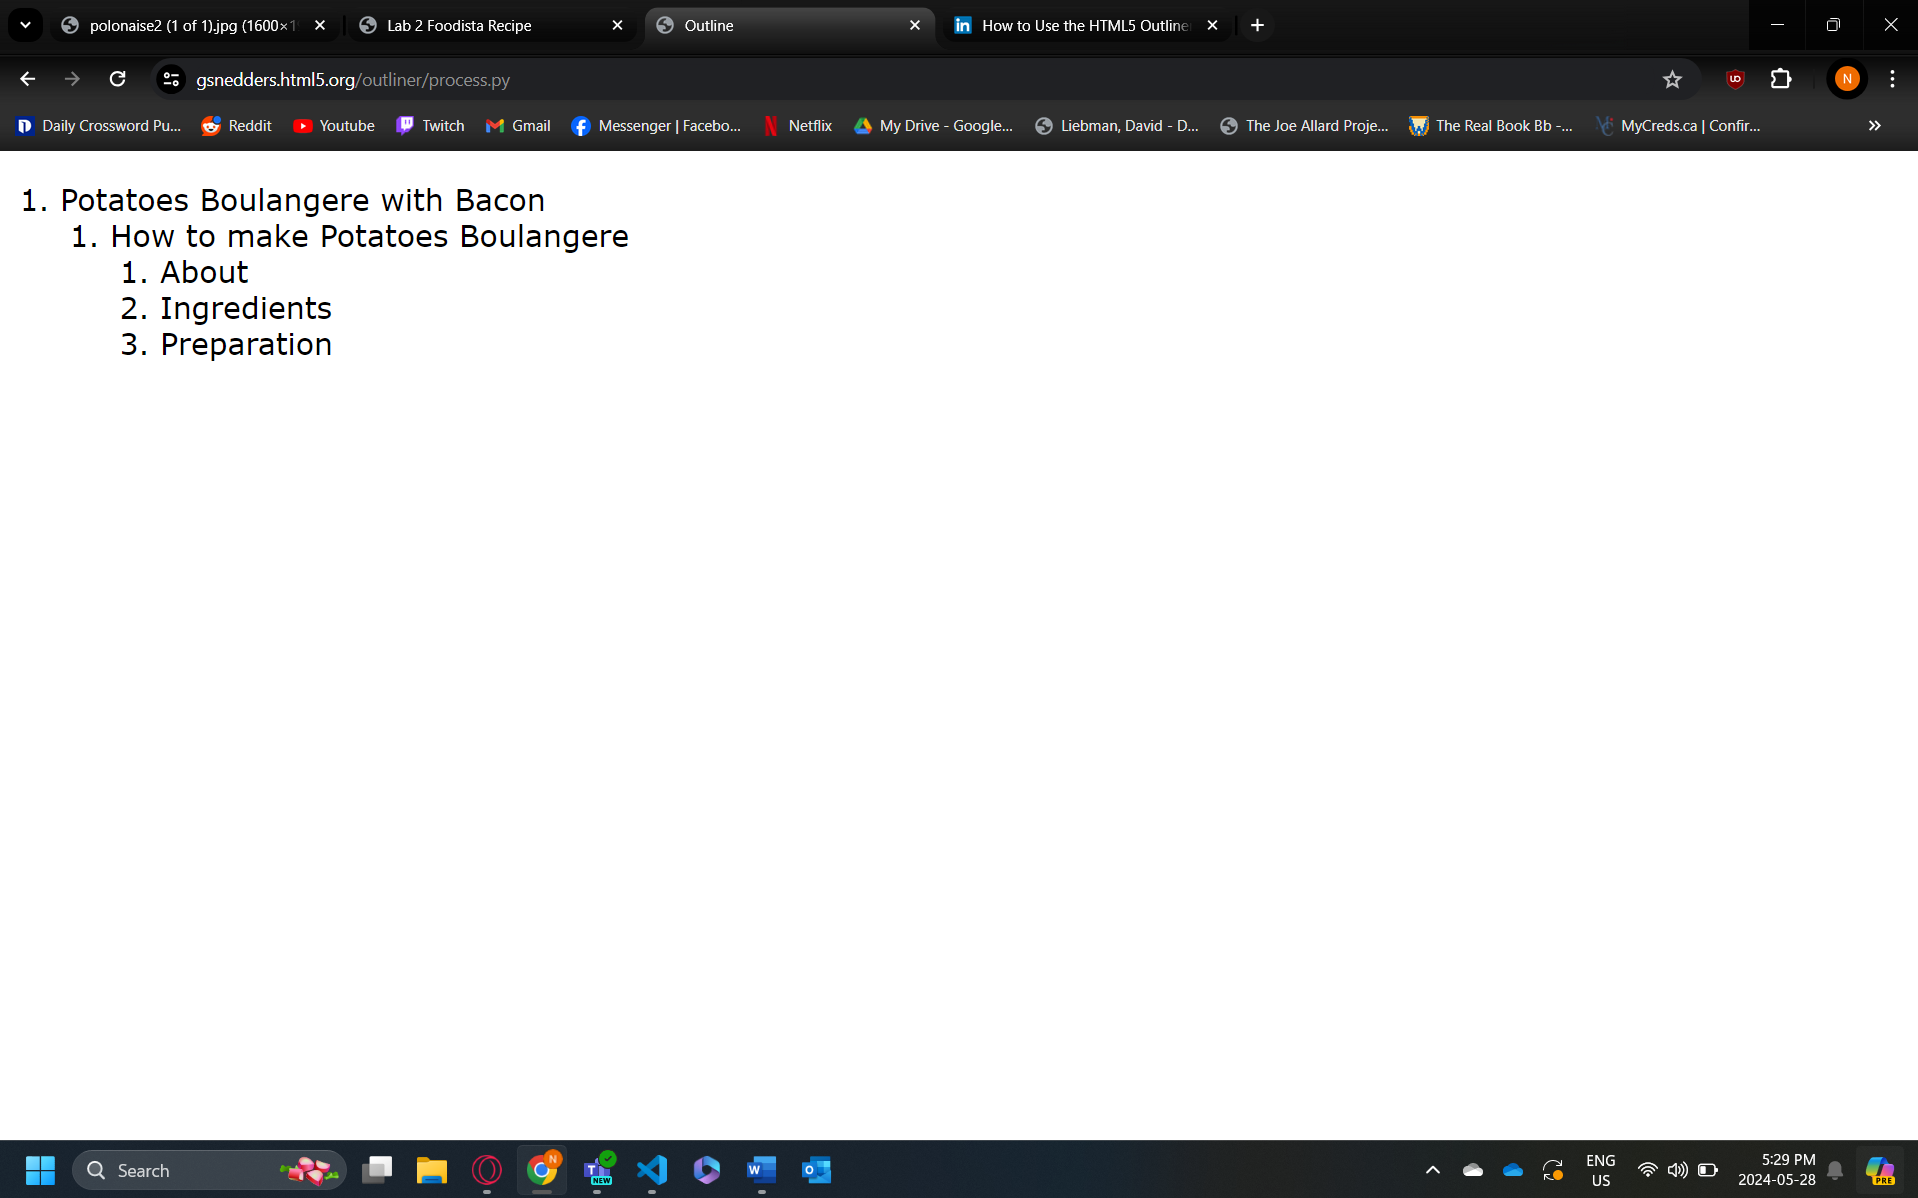 polonaise2 (1 of 1).jpg (1600×1
Lab 2 Foodista Recipe
Outline
How to Use the HTML5 Outline
gsnedders.html5.org/outliner/process.py
N
Daily Crossword Pu...
Reddit
Youtube
Twitch
Gmail
Messenger | Facebo...
Netflix
My Drive - Google...
Liebman, David - D...
The Joe Allard Proje...
The Real Book Bb -...
MyCreds.ca | Confir...
1. Potatoes Boulangere with Bacon
1. How to make Potatoes Boulangere
1. About
2. Ingredients
3. Preparation
Search
N
NEW
ENG
US
5:29 PM
2024-05-28
PRE